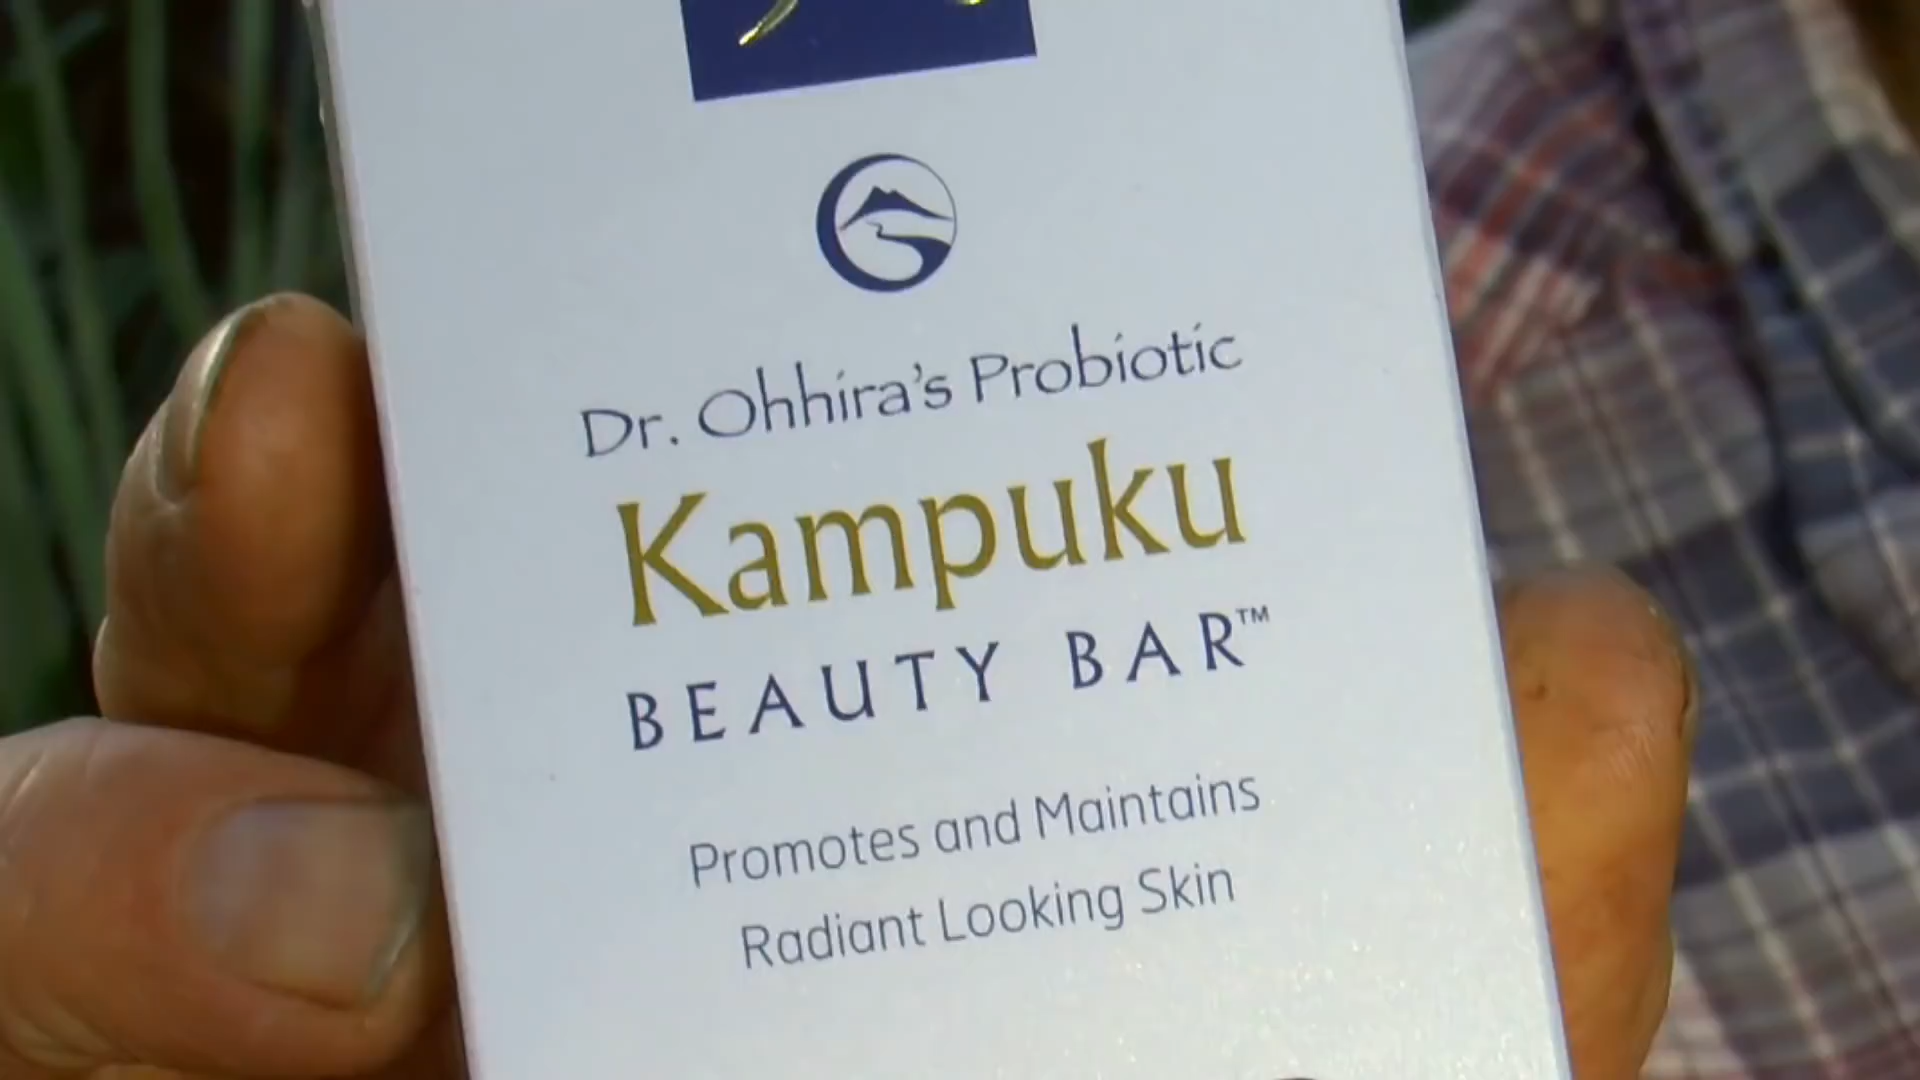 Dr. Ohhira's Probiotic
Kampuku
BEAUTY BAR™
Promotes and Maintains
Radiant Looking Skin